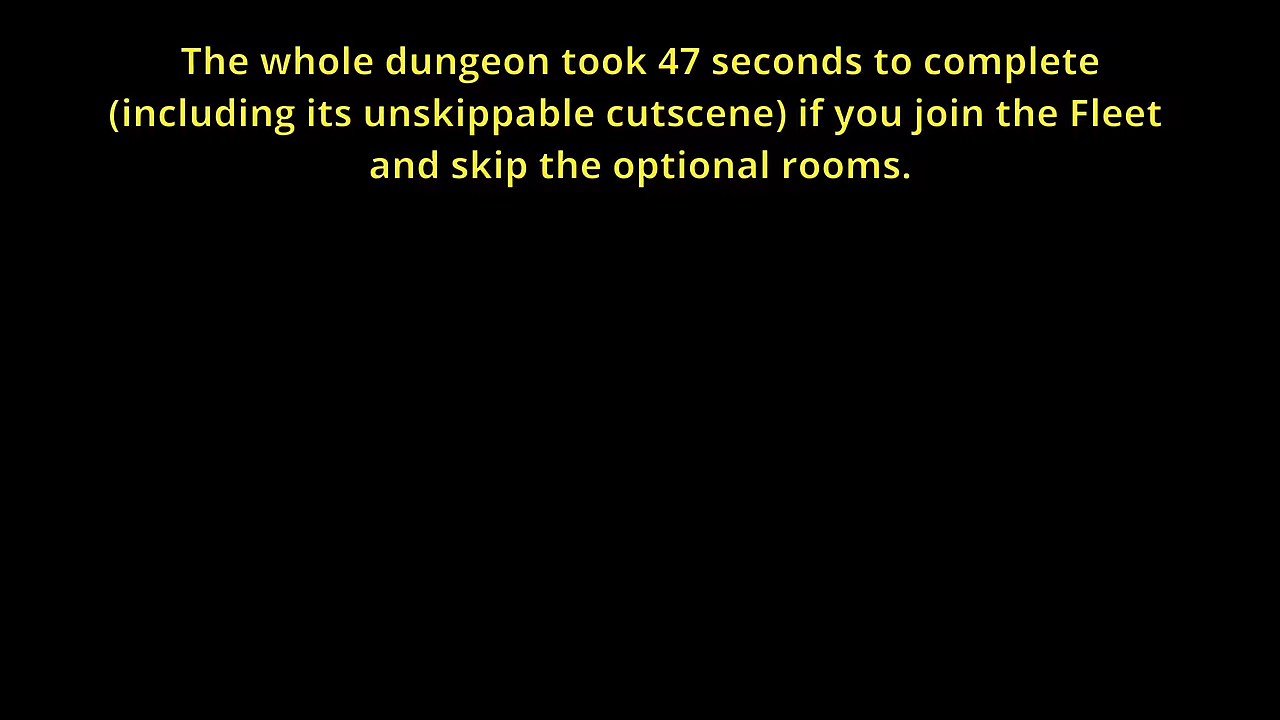 The whole dungeon took 47 seconds to complete
(including its unskippable cutscene) if you join the Fleet
and skip the optional rooms.